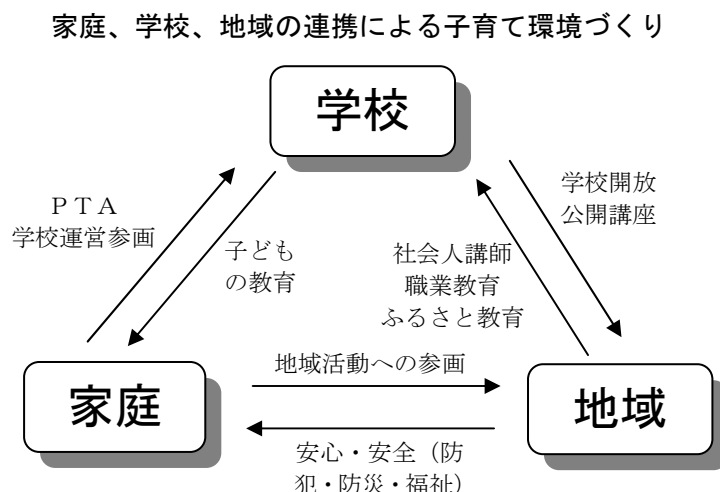 家庭、学校、地域の連携による子育て環境づくり
学校
ＰＴＡ
学校運営参画
子ども
の教育
社会人講師
職業教育
ふるさと教育
学校開放
公開講座
家庭
地域活動への参画
地域
安心・安全（防
犯・防災・福祉）